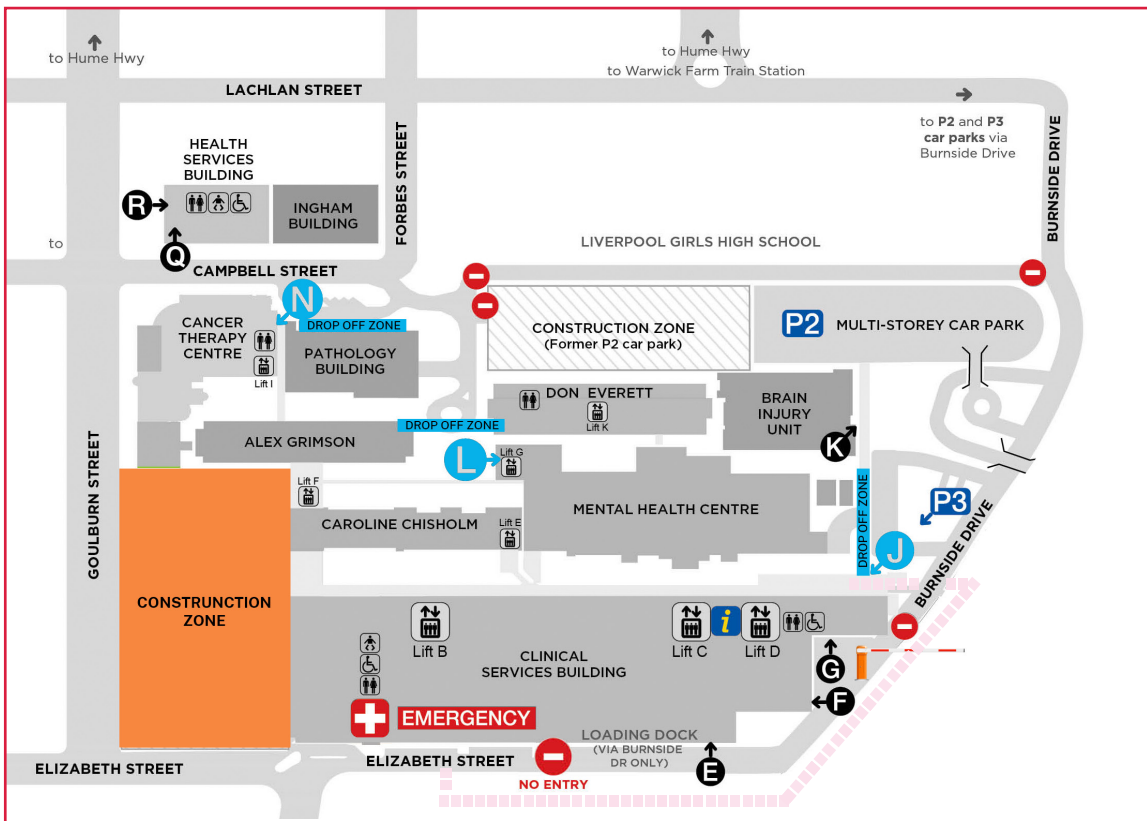 to Hume Hwy
to Hume Hwy
to Warwick Farm Train Station
LACHLAN STREET
to P2 and P3
car parks via
Burnside Drive
BURNSIDE DRIVE
FORBES STREET
HEALTH
SERVICES
BUILDING
R
INGHAM
BUILDING
to
Q
CAMPBELL STREET
LIVERPOOL GIRLS HIGH SCHOOL
N
CANCER
THERAPY
CENTRE
Lift I
DROP OFF ZONE
PATHOLOGY
BUILDING
CONSTRUCTION ZONE
(Former P2 car park)
P2
MULTI-STOREY CAR PARK
DON EVERETT
Lift K
BRAIN
INJURY
UNIT
K
DROP OFF ZONE
ALEX GRIMSON
L
Lift G
GOULBURN STREET
Lift F
CAROLINE CHISHOLM
Lift E
MENTAL HEALTH CENTRE
DROP OFF ZONE
P3
J
BURNSIDE DRIVE
CONSTRUNCTION
ZONE
Lift B
Lift C
i
Lift D
CLINICAL
SERVICES BUILDING
G
F
EMERGENCY
LOADING DOCK
(VIA BURNSIDE
DR ONLY)
E
ELIZABETH STREET
ELIZABETH STREET
NO ENTRY